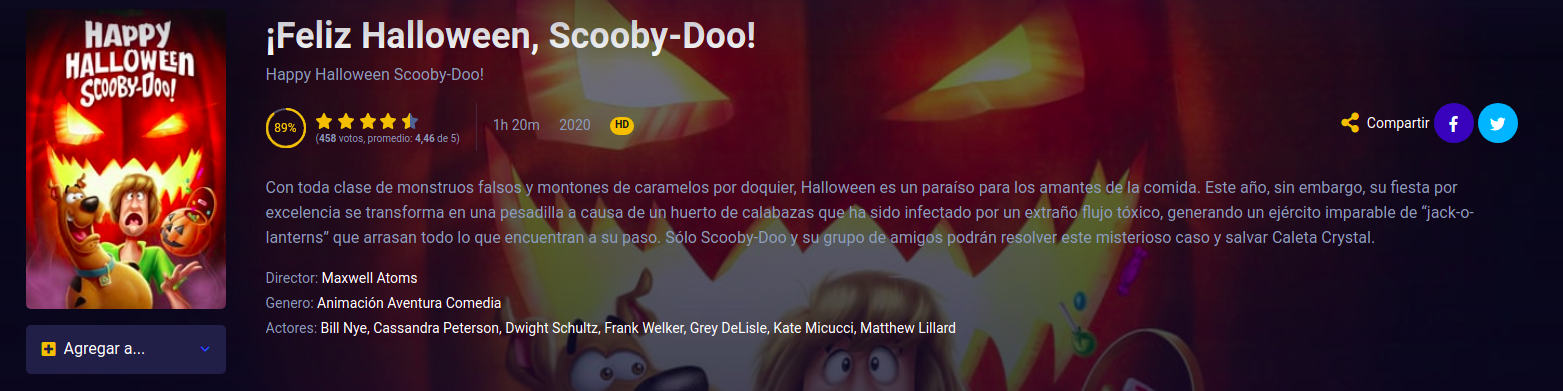 HAPPY
HALLOWEEN
SCOOBY-DOO!
¡Feliz Halloween, Scooby-Doo!
Happy Halloween Scooby-Doo!
89%
(458 votos, promedio: 4,46 de 5)
1h 20m 2020 HD
Compartir
Con toda clase de monstruos falsos y montones de caramelos por doquier, Halloween es un paraíso para los amantes de la comida. Este año, sin embargo, su fiesta por
excelencia se transforma en una pesadilla a causa de un huerto de calabazas que ha sido infectado por un extraño flujo tóxico, generando un ejército imparable de “jack-o-
lanterns” que arrasan todo lo que encuentran a su paso. Sólo Scooby-Doo y su grupo de amigos podrán resolver este misterioso caso y salvar Caleta Crystal.
Director: Maxwell Atoms
Genero: Animación Aventura Comedia
Actores: Bill Nye, Cassandra Peterson, Dwight Schultz, Frank Welker, Grey DeLisle, Kate Micucci, Matthew Lillard
Agregar a...